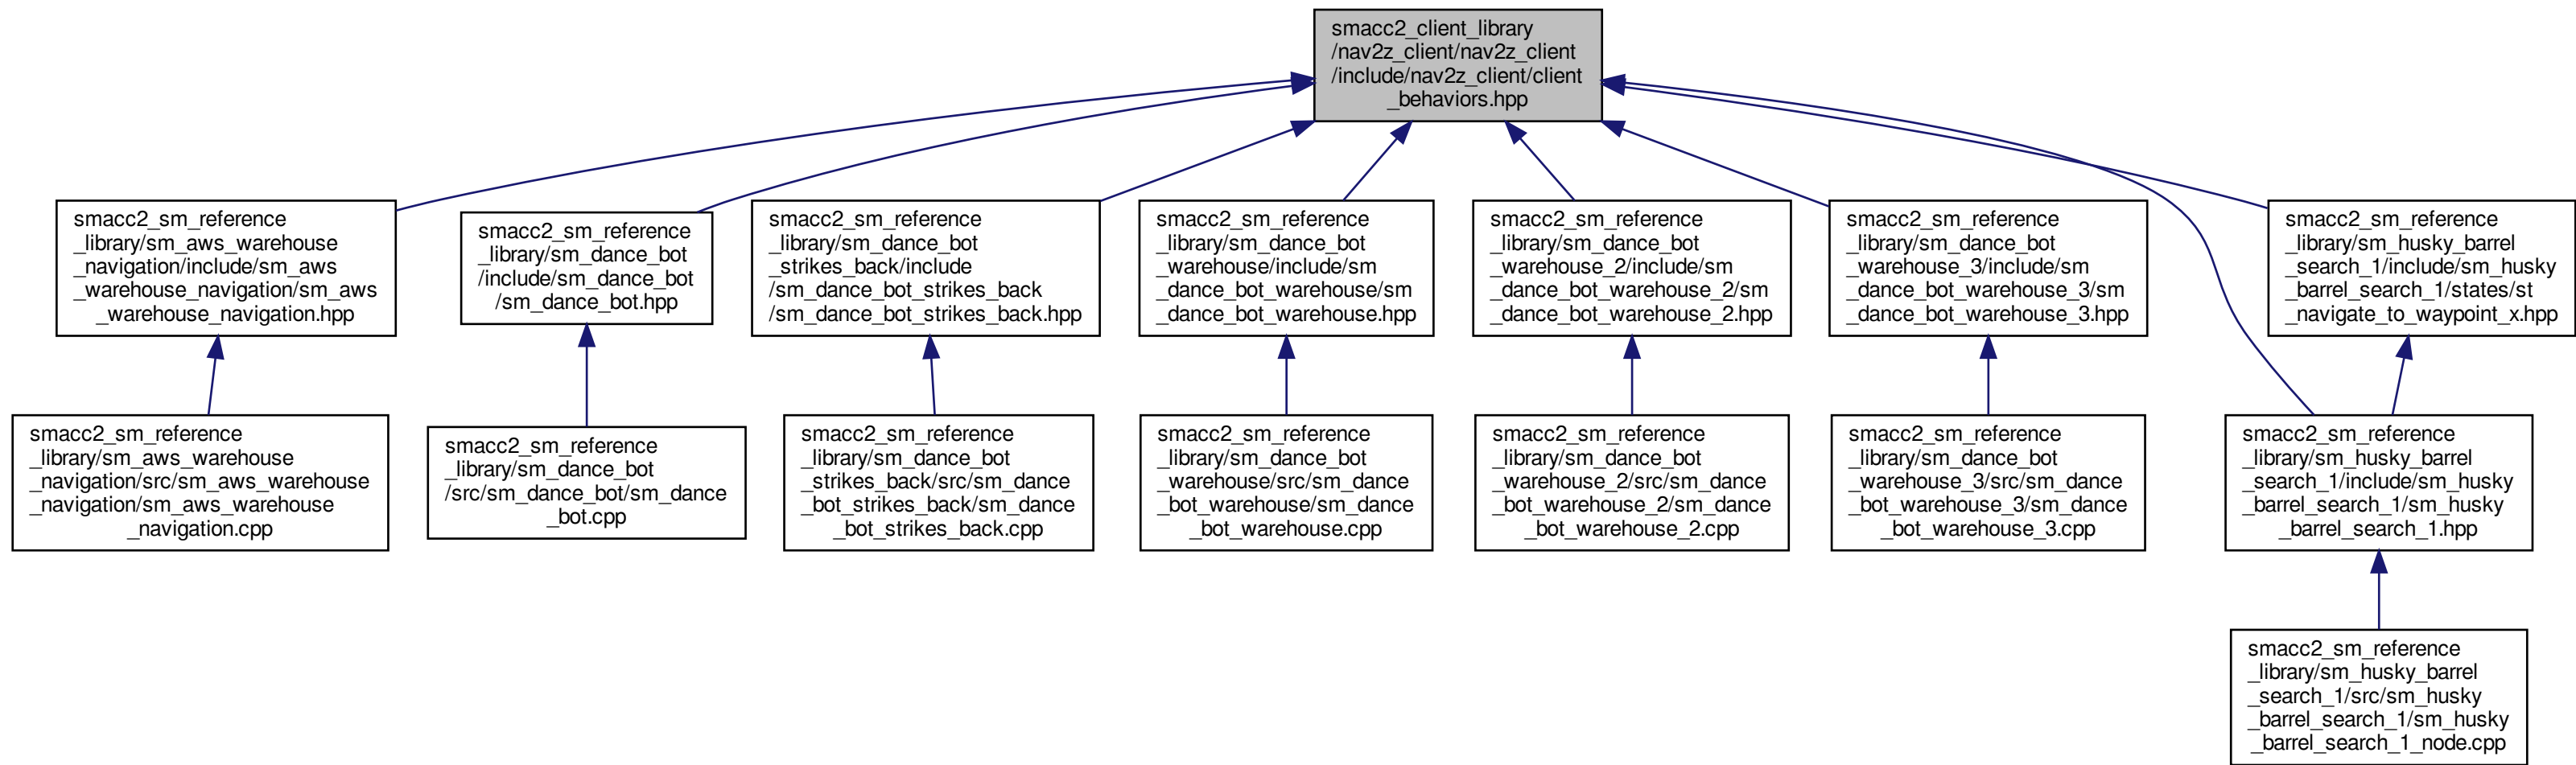 smacc2_client_library
/nav2z_client/nav2z_client
/include/nav2z_client/client
_behaviors.hpp
smacc2_sm_reference
_library/sm_aws_warehouse
_navigation/include/sm_aws
_warehouse_navigation/sm_aws
_warehouse_navigation.hpp
smacc2_sm_reference
_library/sm_dance_bot
/include/sm_dance_bot
/sm_dance_bot.hpp
smacc2_sm_reference
_library/sm_dance_bot
_strikes_back/include
/sm_dance_bot_strikes_back
/sm_dance_bot_strikes_back.hpp
smacc2_sm_reference
_library/sm_dance_bot
_warehouse/include/sm
_dance_bot_warehouse/sm
_dance_bot_warehouse.hpp
smacc2_sm_reference
_library/sm_dance_bot
_warehouse_2/include/sm
_dance_bot_warehouse_2/sm
_dance_bot_warehouse_2.hpp
smacc2_sm_reference
_library/sm_dance_bot
_warehouse_3/include/sm
_dance_bot_warehouse_3/sm
_dance_bot_warehouse_3.hpp
smacc2_sm_reference
_library/sm_husky_barrel
_search_1/include/sm_husky
_barrel_search_1/states/st
_navigate_to_waypoint_x.hpp
smacc2_sm_reference
_library/sm_aws_warehouse
_navigation/src/sm_aws_warehouse
_navigation/sm_aws_warehouse
_navigation.cpp
smacc2_sm_reference
_library/sm_dance_bot
/src/sm_dance_bot/sm_dance
_bot.cpp
smacc2_sm_reference
_library/sm_dance_bot
_strikes_back/src/sm_dance
_bot_strikes_back/sm_dance
_bot_strikes_back.cpp
smacc2_sm_reference
_library/sm_dance_bot
_warehouse/src/sm_dance
_bot_warehouse/sm_dance
_bot_warehouse.cpp
smacc2_sm_reference
_library/sm_dance_bot
_warehouse_2/src/sm_dance
_bot_warehouse_2/sm_dance
_bot_warehouse_2.cpp
smacc2_sm_reference
_library/sm_dance_bot
_warehouse_3/src/sm_dance
_bot_warehouse_3/sm_dance
_bot_warehouse_3.cpp
smacc2_sm_reference
_library/sm_husky_barrel
_search_1/include/sm_husky
_barrel_search_1/sm_husky
_barrel_search_1.hpp
smacc2_sm_reference
_library/sm_husky_barrel
_search_1/src/sm_husky
_barrel_search_1/sm_husky
_barrel_search_1_node.cpp